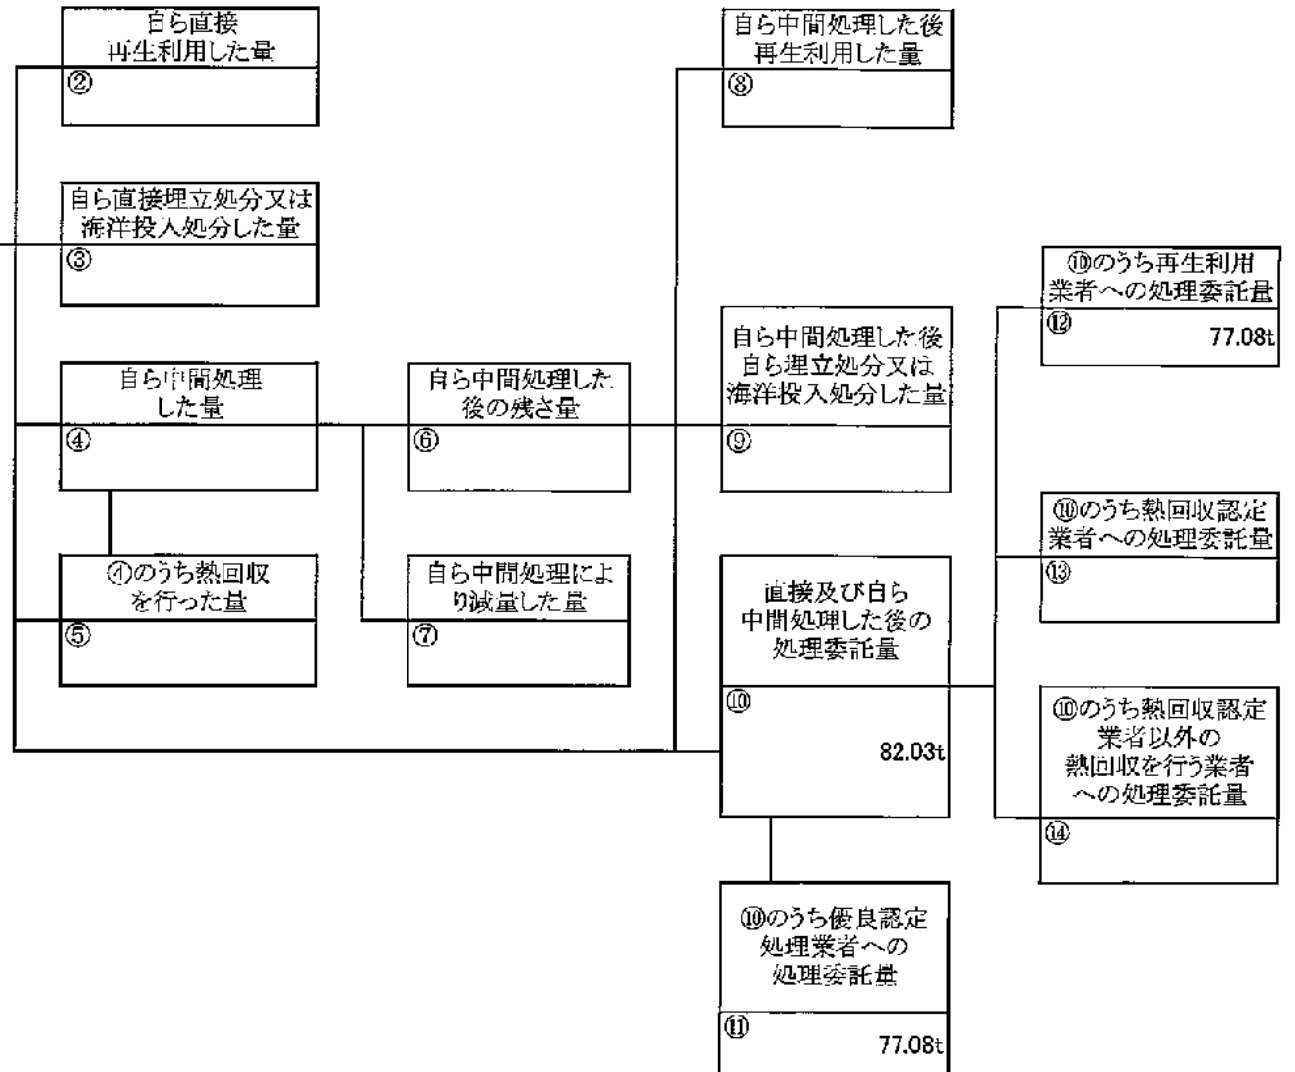 自ら直接
再生利用した量
②
自ら直接埋立処分又は
海洋投入処分した量
③
自ら中間処理
した量
④
④のうち熱回収
を行った量
⑤
自ら中間処理した
後の残さ量
⑥
自ら中間処理によ
り減量した量
⑦
自ら中間処理した後
再生利用した量
⑧
自ら中間処理した後
自ら埋立処分又は
海洋投入処分した量
⑨
直接及び自ら
中間処理した後の
処理委託量
⑩
82.03t
⑩のうち優良認定
処理業者への
処理委託量
⑪
77.08t
⑩のうち再生利用
業者への処理委託量
⑫
77.08t
⑩のうち熱回収認定
業者への処理委託量
⑬
⑩のうち熱回収認定
業者以外の
熱回収を行う業者
への処理委託量
⑭